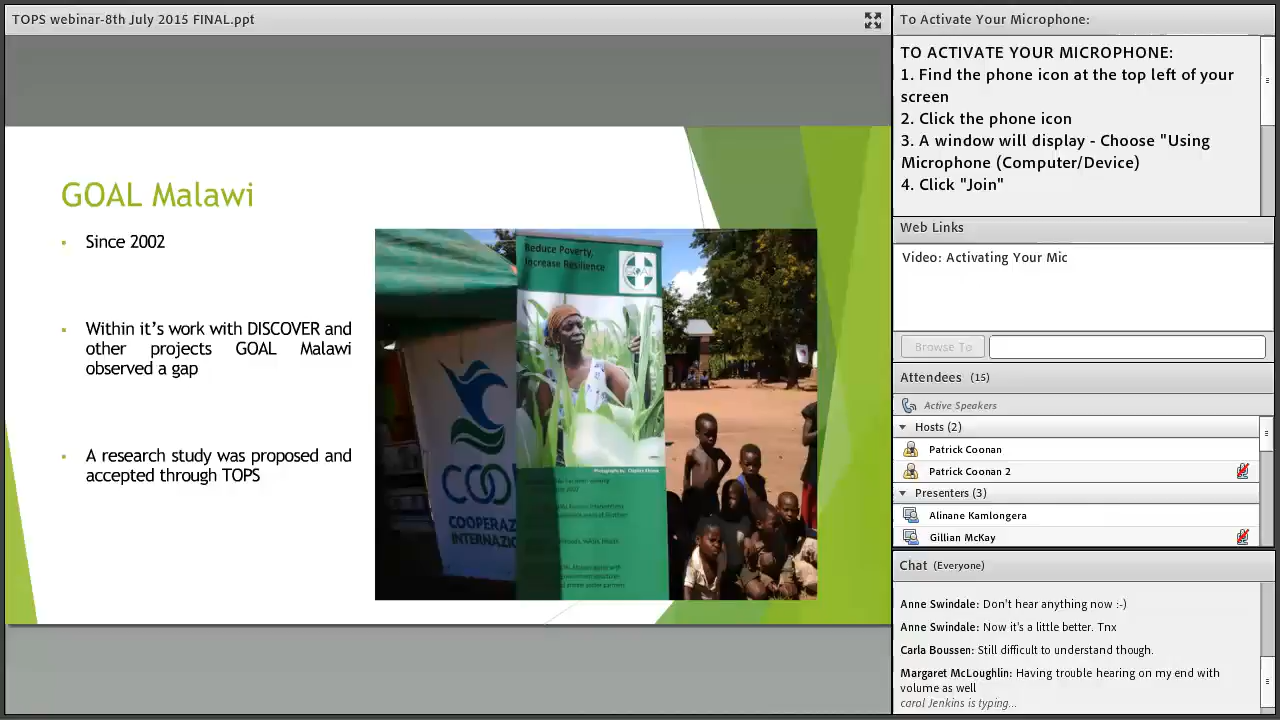 TOPS webinar-8th July 2015 FINAL.ppt
GOAL Malawi
Since 2002
Within it's work with DISCOVER and
other projects GOAL Malawi
observed a gap
A research study was proposed and
accepted through TOPS
Reduce Poverty,
Increase Resilience
GOAL
COOPERAZ
INTERNAZIO
To Activate Your Microphone:
TO ACTIVATE YOUR MICROPHONE:
1. Find the phone icon at the top left of your
screen
2. Click the phone icon
3. A window will display - Choose "Using
Microphone (Computer/Device)
4. Click "Join"
Web Links
Video: Activating Your Mic
Browse To
Attendees (15)
Active Speakers
Hosts (2)
Patrick Coonan
Patrick Coonan 2
Presenters (3)
Alinane Kamlongera
Gillian McKay
Chat (Everyone)
Anne Swindale: Don't hear anything now :-)
Anne Swindale: Now it's a little better. Tnx
Carla Boussen: Still difficult to understand though.
Margaret McLoughlin: Having trouble hearing on my end with
volume as well
carol Jenkins is typing...